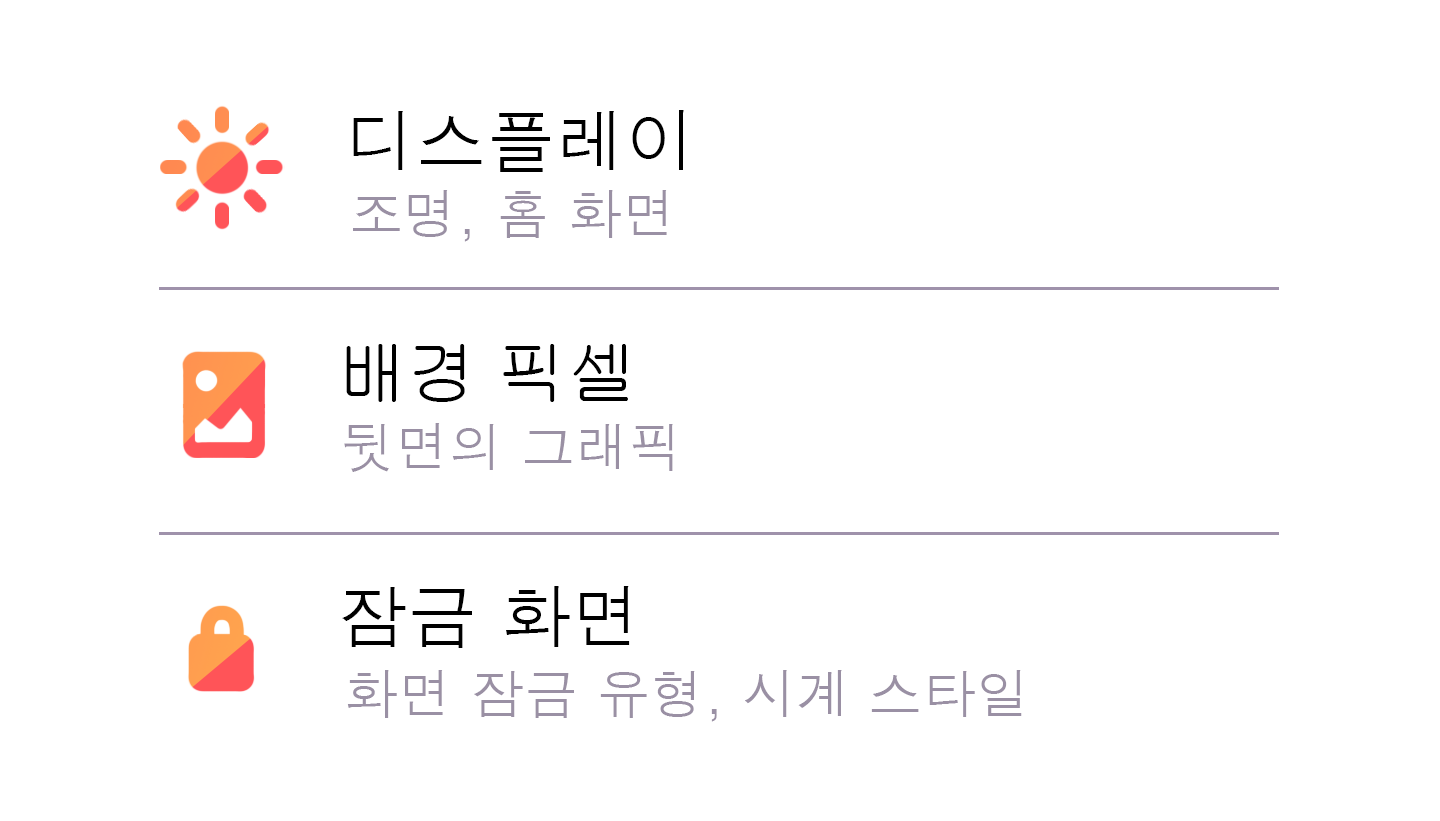 디스플레이
조명, 홈 화면
배경 픽셀
뒷면의 그래픽
잠금 화면
화면 잠금 유형, 시계 스타일